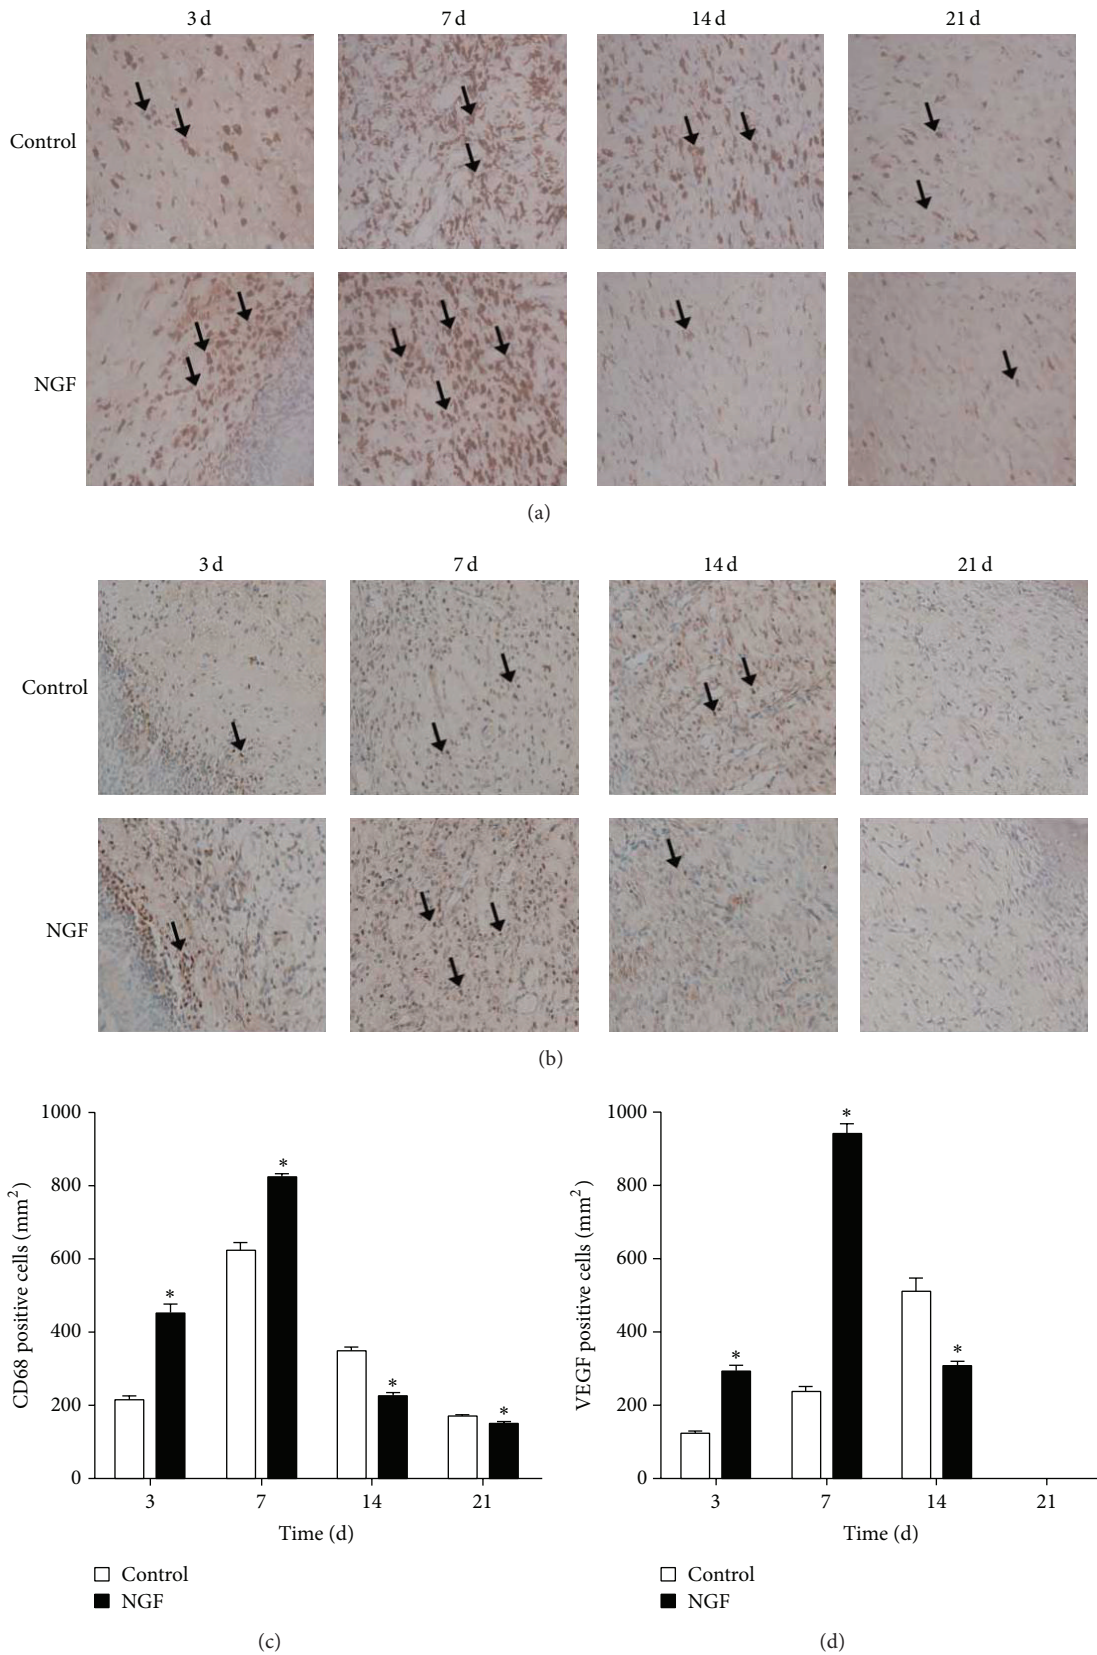 3 d 7 d 14 d 21 d
Control
NGF
(a)
3 d 7 d 14 d 21 d
Control
NGF
(b)
1000
800
600
400
200
0
CD68 positive cells (mm2)
* * * *
3 7 14 21
Time (d)
Control
NGF
(c)
1000
800
600
400
200
0
VEGF positive cells (mm2)
* * *
3 7 14 21
Time (d)
Control
NGF
(d)